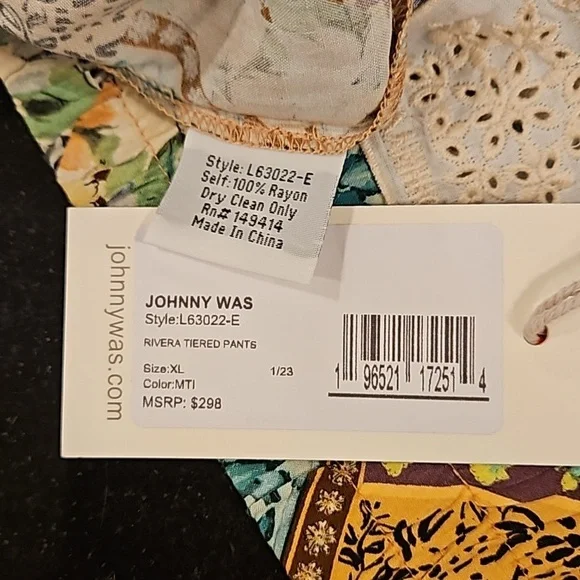 Style: L63022-E
Self: 100% Rayon
Dry Clean Only
Rn# 149414
Made In China
johnnywas.com
JOHNNY WAS
Style:L63022-E
RIVERA TIERED PANTS
Size:XL 1/23
Color:MTI
MSRP: $298
1 96521 17251 4